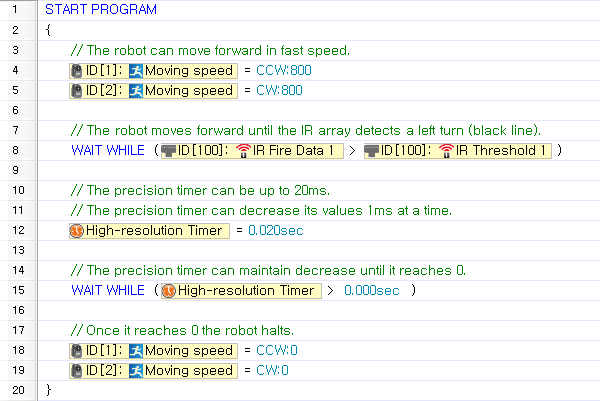 1 START PROGRAM
2 {
3 // The robot can move forward in fast speed.
4 ID[1]: Moving speed = CCW:800
5 ID[2]: Moving speed = CW:800
6
7 // The robot moves forward until the IR array detects a left turn (black line).
8 WAIT WHILE ( ID[100]: IR Fire Data 1 > ID[100]: IR Threshold 1 )
9
10 // The precision timer can be up to 20ms.
11 // The precision timer can decrease its values 1ms at a time.
12 High-resolution Timer = 0.020sec
13
14 // The precision timer can maintain decrease until it reaches 0.
15 WAIT WHILE ( High-resolution Timer > 0.000sec )
16
17 // Once it reaches 0 the robot halts.
18 ID[1]: Moving speed = CCW:0
19 ID[2]: Moving speed = CW:0
20 }